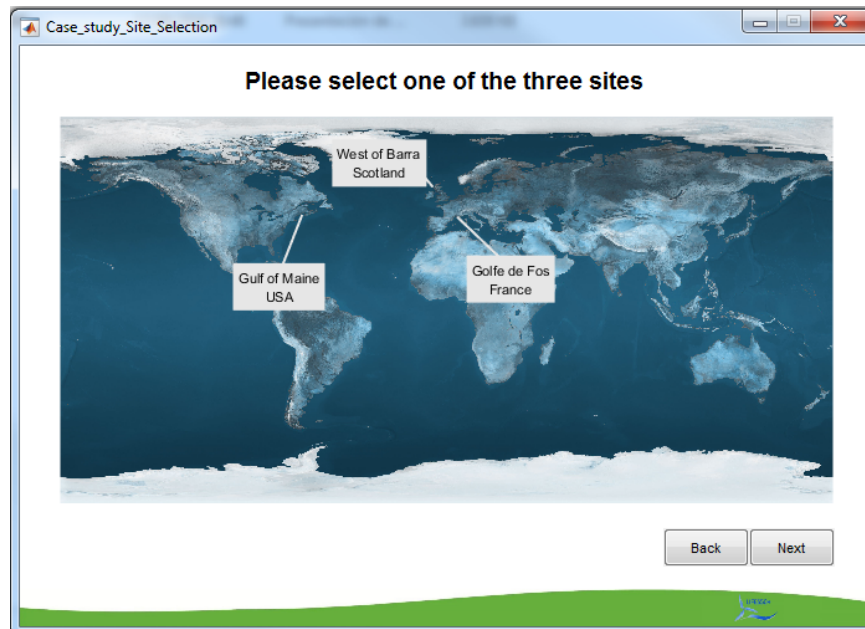 Case_study_Site_Selection
Please select one of the three sites
West of Barra
Scotland
Gulf of Maine
USA
Golfe de Fos
France
Back
Next